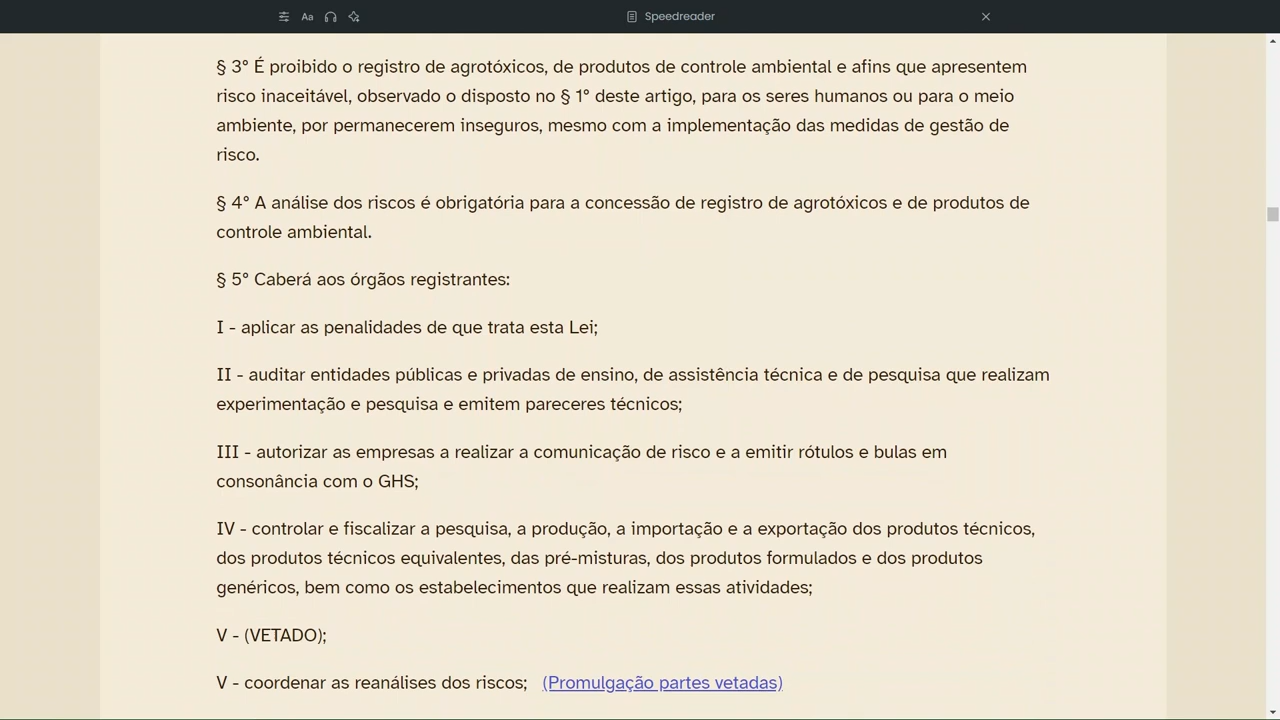 Aa
Speedreader
§ 3º É proibido o registro de agrotóxicos, de produtos de controle ambiental e afins que apresentem
risco inaceitável, observado o disposto no § 1º deste artigo, para os seres humanos ou para o meio
ambiente, por permanecerem inseguros, mesmo com a implementação das medidas de gestão de
risco.
§ 4º A análise dos riscos é obrigatória para a concessão de registro de agrotóxicos e de produtos de
controle ambiental.
§ 5º Caberá aos órgãos registrantes:
I - aplicar as penalidades de que trata esta Lei;
II - auditar entidades públicas e privadas de ensino, de assistência técnica e de pesquisa que realizam
experimentação e pesquisa e emitem pareceres técnicos;
III - autorizar as empresas a realizar a comunicação de risco e a emitir rótulos e bulas em
consonância com o GHS;
IV - controlar e fiscalizar a pesquisa, a produção, a importação e a exportação dos produtos técnicos,
dos produtos técnicos equivalentes, das pré-misturas, dos produtos formulados e dos produtos
genéricos, bem como os estabelecimentos que realizam essas atividades;
V - (VETADO);
V - coordenar as reanálises dos riscos; (Promulgação partes vetadas)